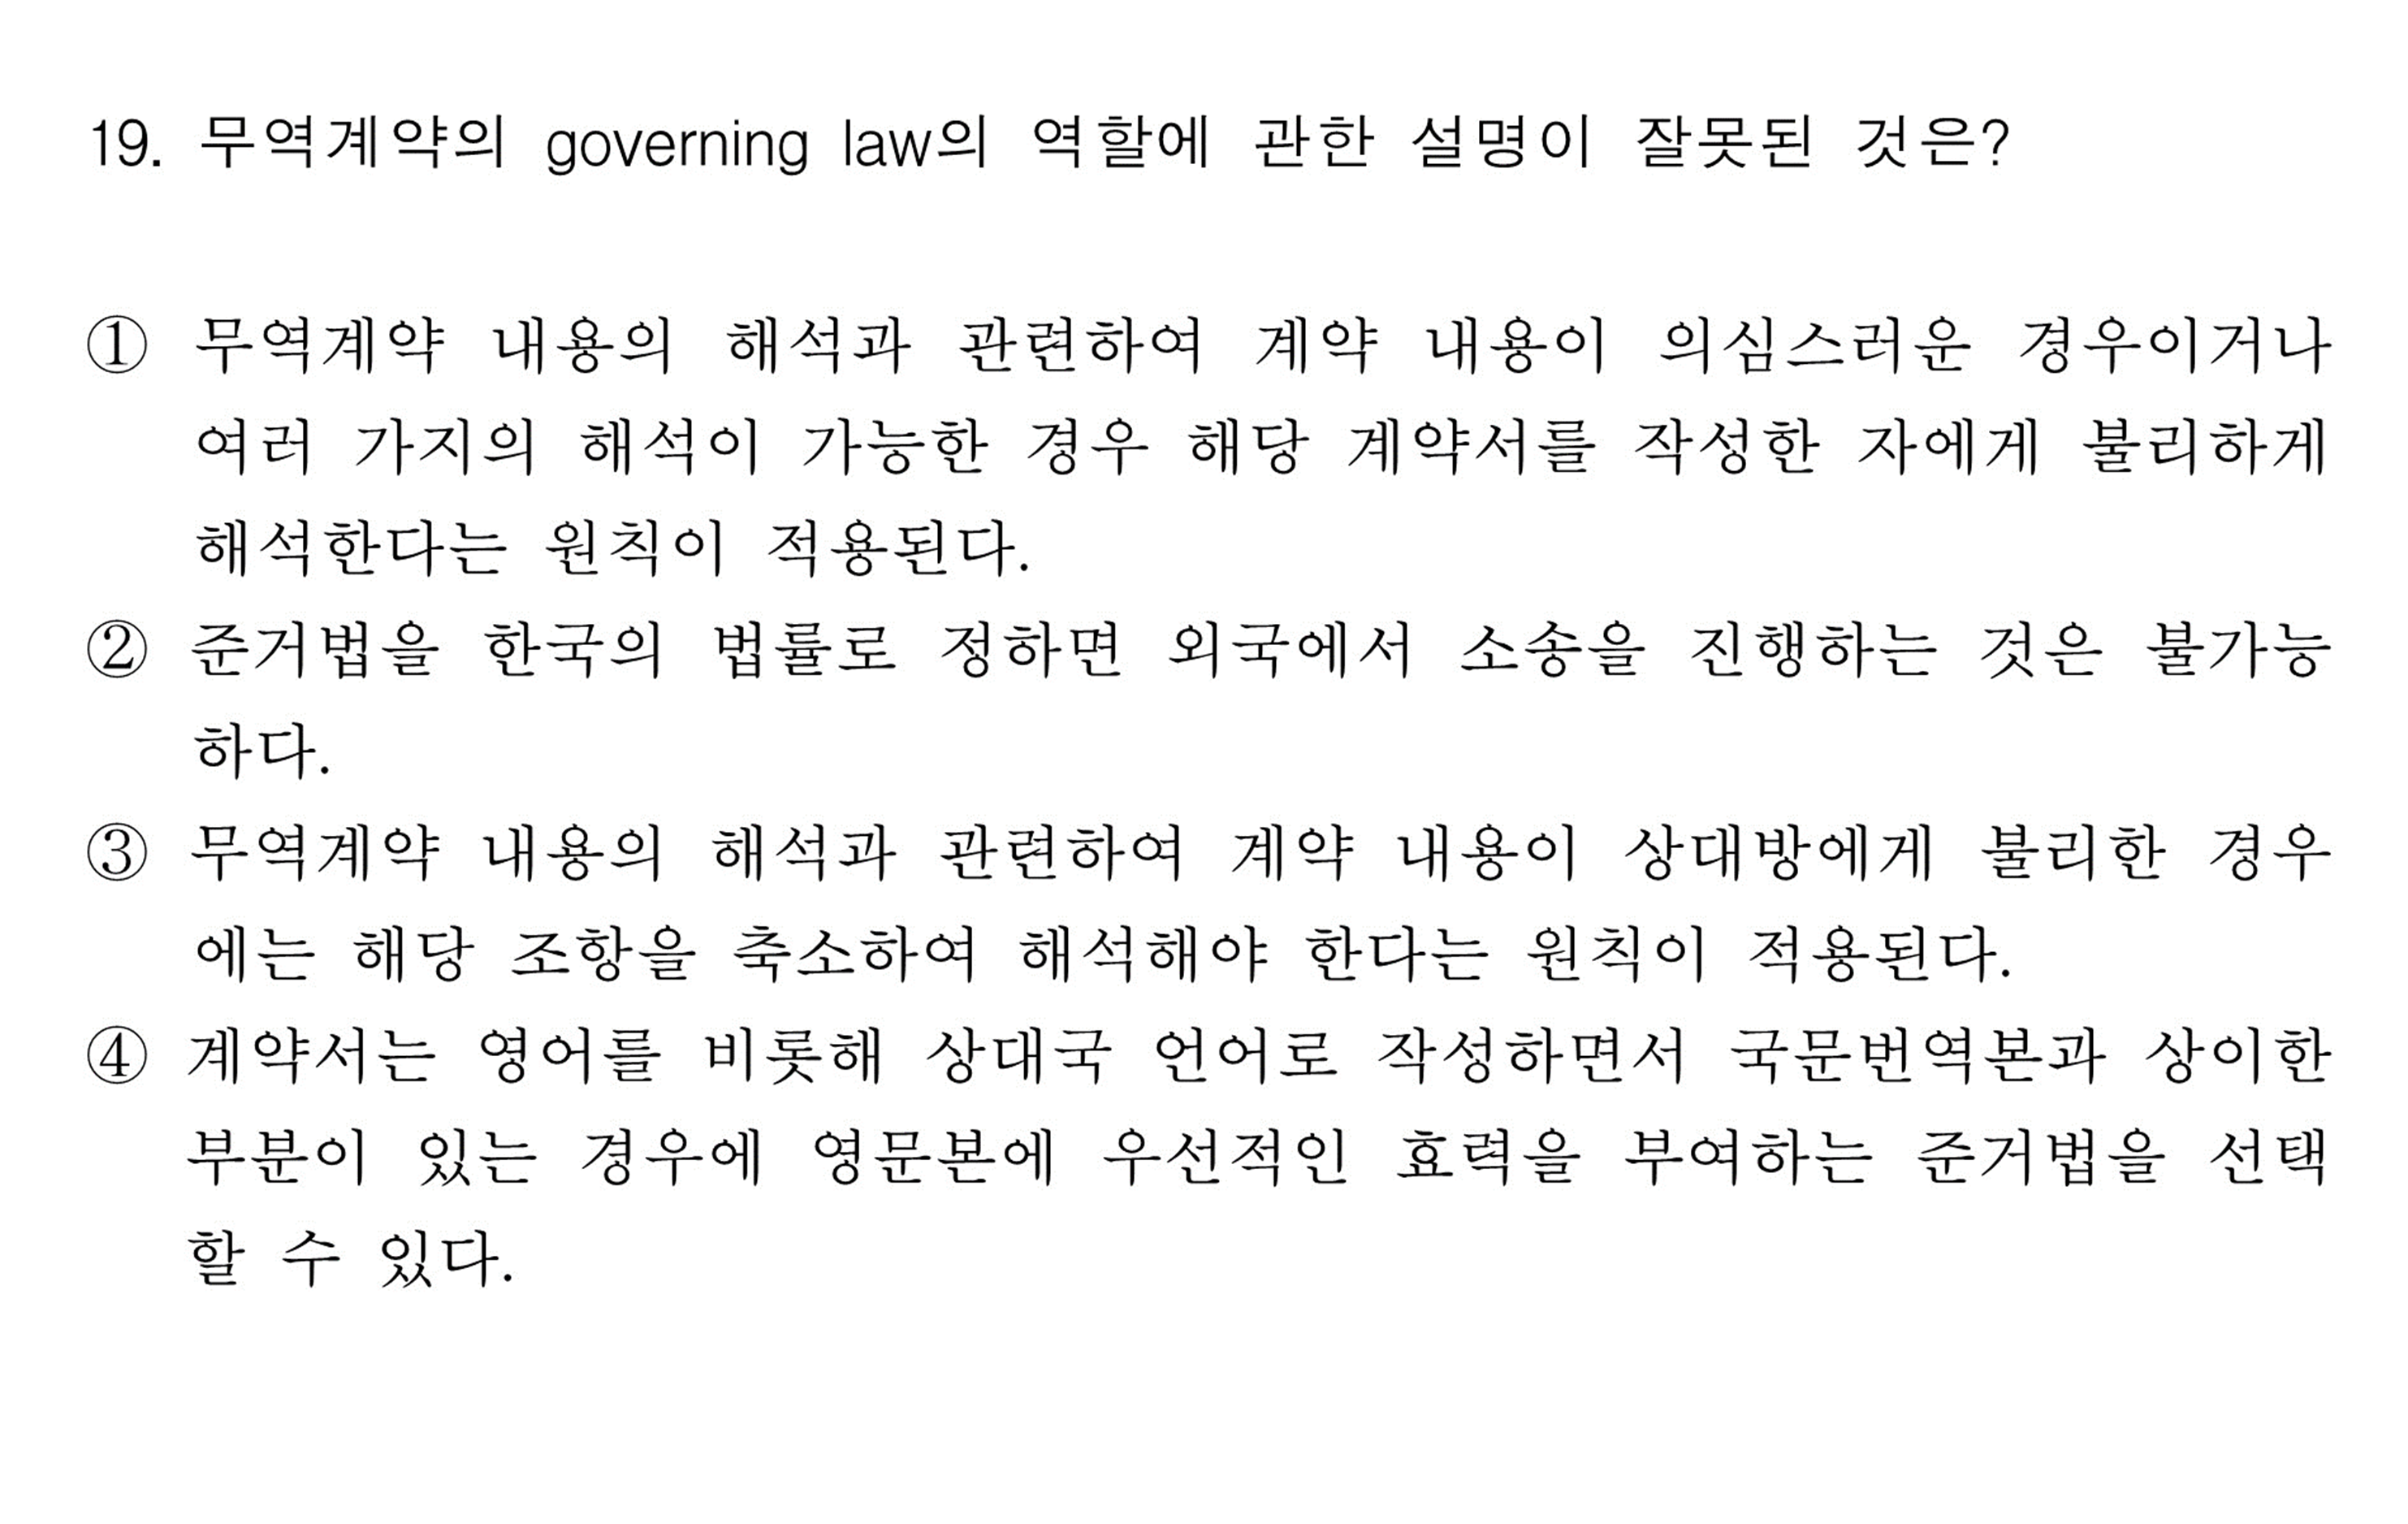 19. 무역계약의 governing law의 역할에 관한 설명이 잘못된 것은?
① 무역계약 내용의 해석과 관련하여 계약 내용이 의심스러운 경우이거나
여러 가지의 해석이 가능한 경우 해당 계약서를 작성한 자에게 불리하게
해석한다는 원칙이 적용된다.
② 준거법을 한국의 법률로 정하면 외국에서 소송을 진행하는 것은 불가능
하다.
③ 무역계약 내용의 해석과 관련하여 계약 내용이 상대방에게 불리한 경우
에는 해당 조항을 축소하여 해석해야 한다는 원칙이 적용된다.
④ 계약서는 영어를 비롯해 상대국 언어로 작성하면서 국문번역본과 상이한
부분이 있는 경우에 영문본에 우선적인 효력을 부여하는 준거법을 선택
할 수 있다.